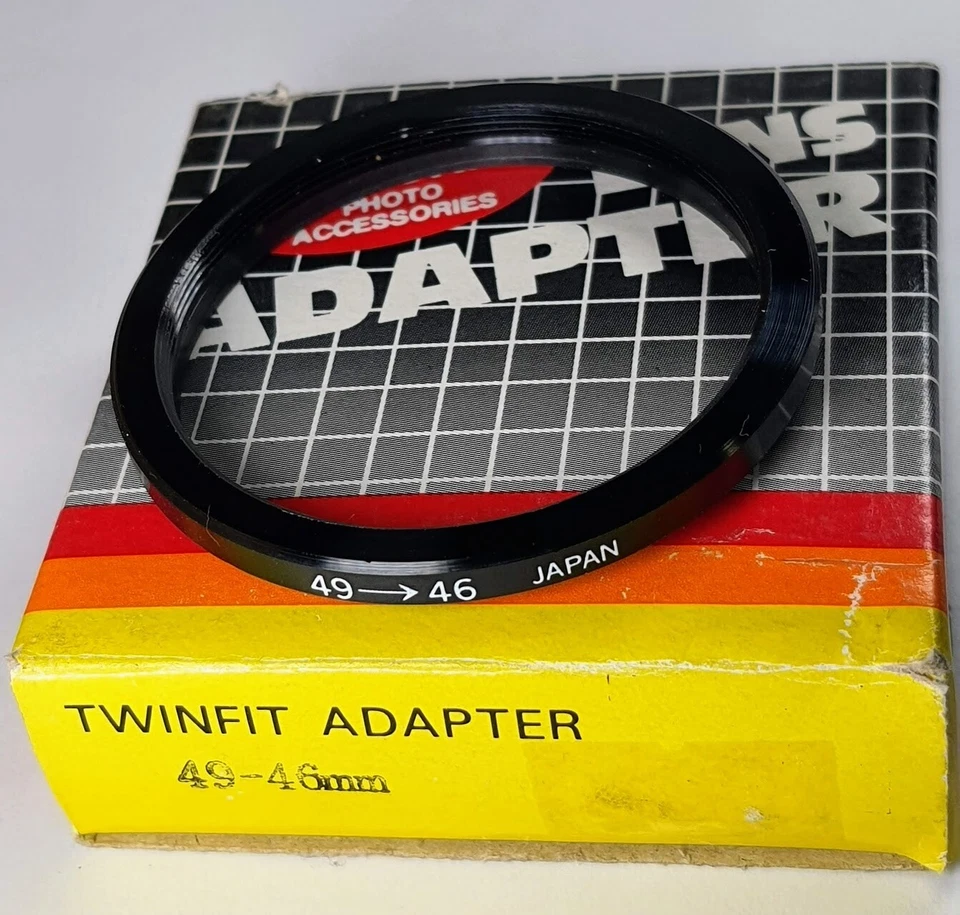 PHOTO
ACCESSORIES
ADAPTER
49→46 JAPAN
TWINFIT ADAPTER
49-46mm